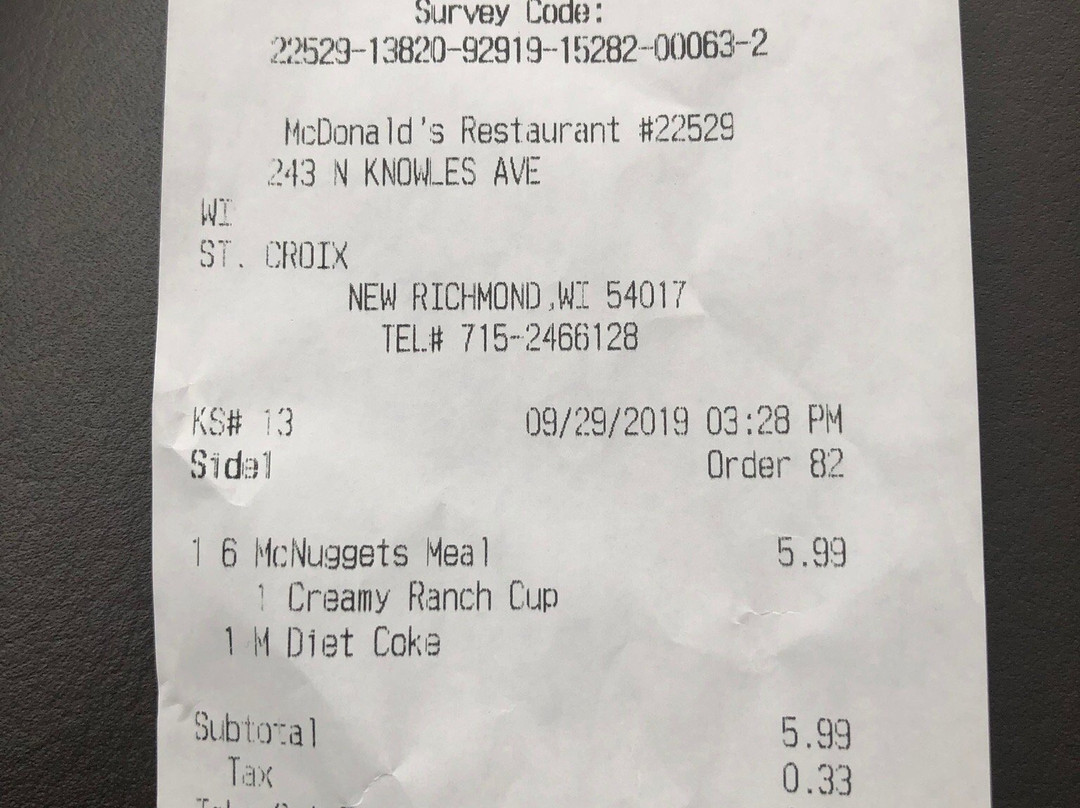 Survey Code:
22529-13820-92919-15282-00063-2
McDonald's Restaurant #22529
243 N KNOWLES AVE
WI
ST. CROIX
NEW RICHMOND,WI 54017
TEL# 715-2466128
KS# 13 09/29/2019 03:28 PM
Side1 Order 82
1 6 McNuggets Meal 5.99
1 Creamy Ranch Cup
1 M Diet Coke
Subtotal 5.99
Tax 0.33